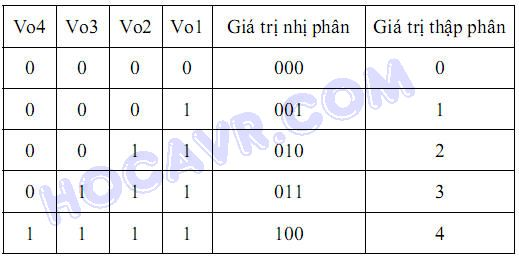 Vo4 Vo3 Vo2 Vo1 Giá trị nhị phân Giá trị thập phân
0 0 0 0 000 0
0 0 0 1 001 1
0 0 1 1 010 2
0 1 1 1 011 3
1 1 1 1 100 4
HOCAVR.COM